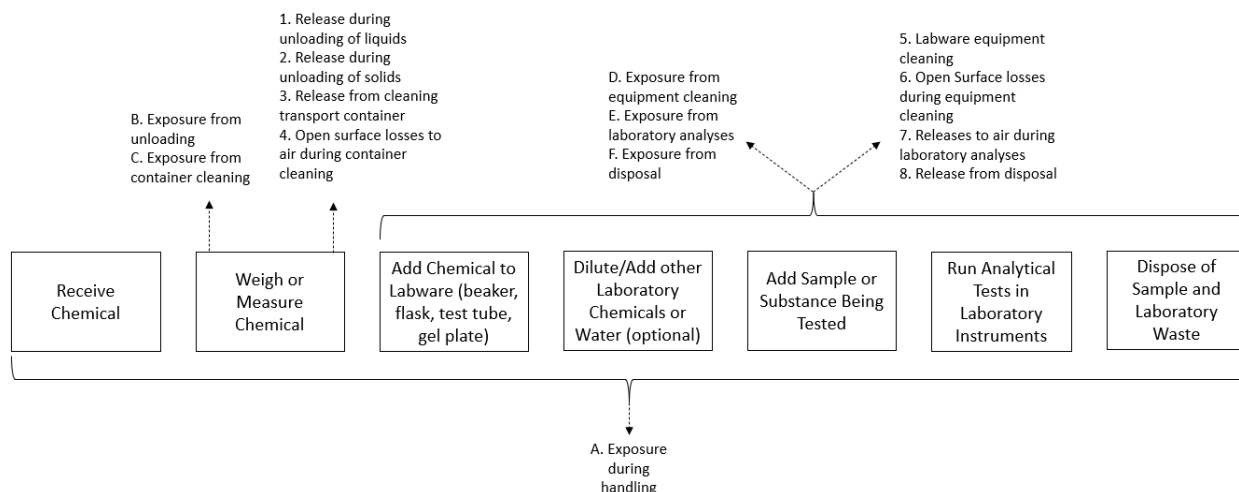 1. Release during
unloading of liquids
2. Release during
unloading of solids
3. Release from cleaning
transport container
4. Open surface losses to
air during container
cleaning
B. Exposure from
unloading
C. Exposure from
container cleaning
D. Exposure from
equipment cleaning
E. Exposure from
laboratory analyses
F. Exposure from
disposal
5. Labware equipment
cleaning
6. Open Surface losses
during equipment
cleaning
7. Releases to air during
laboratory analyses
8. Release from disposal
Receive
Chemical
Weigh or
Measure
Chemical
Add Chemical to
Labware (beaker,
flask, test tube,
gel plate)
Dilute/Add other
Laboratory
Chemicals or
Water (optional)
Add Sample or
Substance Being
Tested
Run Analytical
Tests in
Laboratory
Instruments
Dispose of
Sample and
Laboratory
Waste
A. Exposure
during
handling